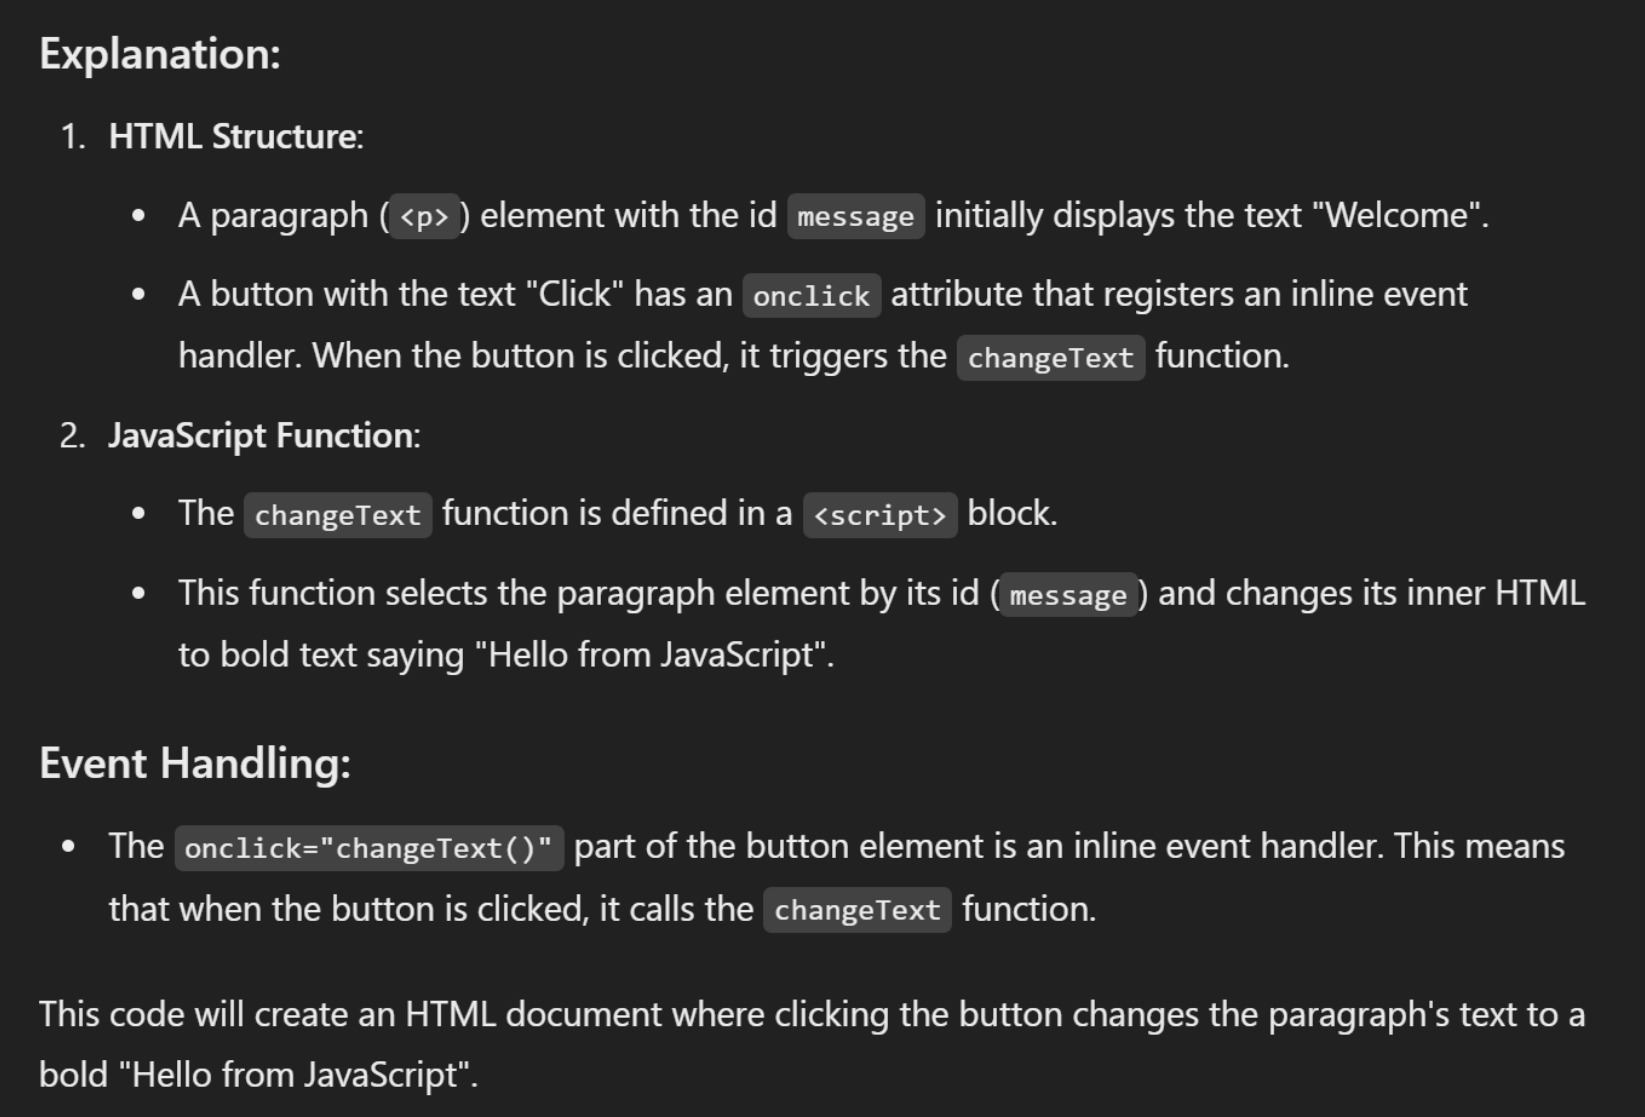 Explanation:
1. HTML Structure:
• A paragraph (<p>) element with the id message initially displays the text "Welcome".
• A button with the text "Click" has an onclick attribute that registers an inline event
handler. When the button is clicked, it triggers the changeText function.
2. JavaScript Function:
• The changeText function is defined in a <script> block.
• This function selects the paragraph element by its id (message) and changes its inner HTML
to bold text saying "Hello from JavaScript".
Event Handling:
• The onclick="changeText()" part of the button element is an inline event handler. This means
that when the button is clicked, it calls the changeText function.
This code will create an HTML document where clicking the button changes the paragraph's text to a
bold "Hello from JavaScript".